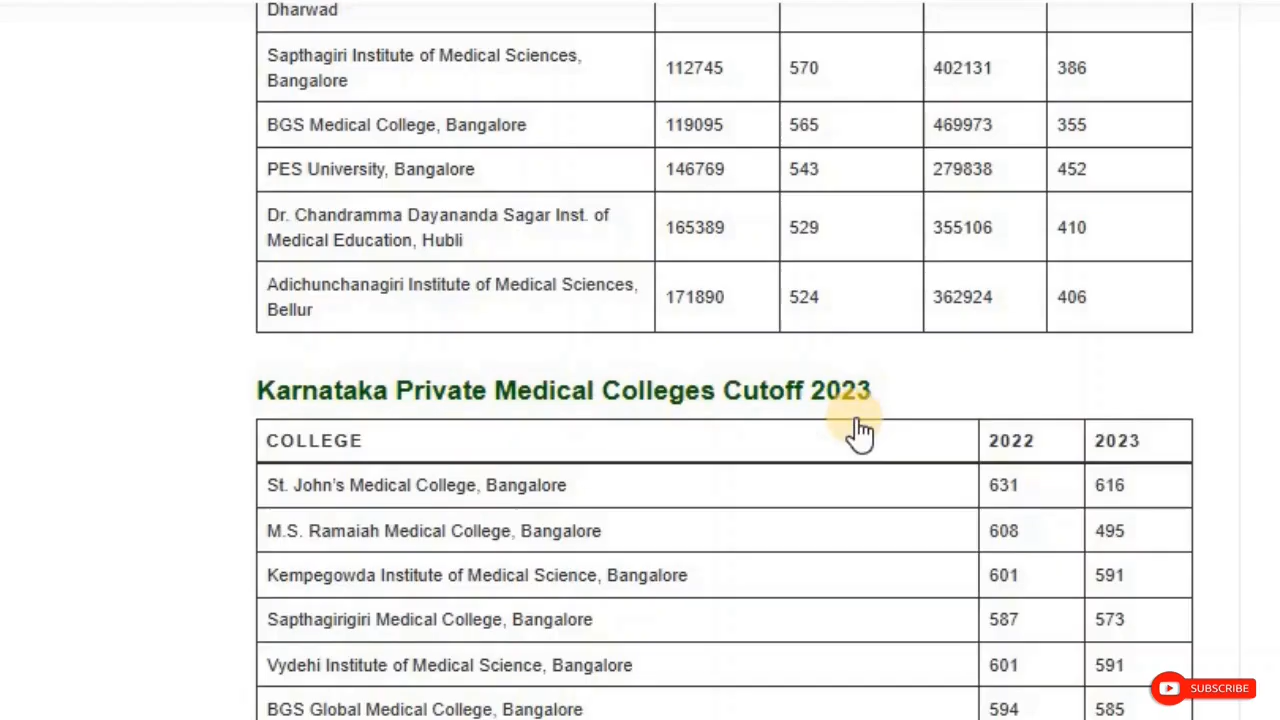 Dharwad
Sapthagiri Institute of Medical Sciences,
Bangalore
112745 570 402131 386
BGS Medical College, Bangalore 119095 565 469973 355
PES University, Bangalore 146769 543 279838 452
Dr. Chandramma Dayananda Sagar Inst. of
Medical Education, Hubli
165389 529 355106 410
Adichunchanagiri Institute of Medical Sciences,
Bellur
171890 524 362924 406
Karnataka Private Medical Colleges Cutoff 2023
COLLEGE 2022 2023
St. John's Medical College, Bangalore 631 616
M.S. Ramaiah Medical College, Bangalore 608 495
Kempegowda Institute of Medical Science, Bangalore 601 591
Sapthagirigiri Medical College, Bangalore 587 573
Vydehi Institute of Medical Science, Bangalore 601 591
BGS Global Medical College, Bangalore 594 585
SUBSCRIBE